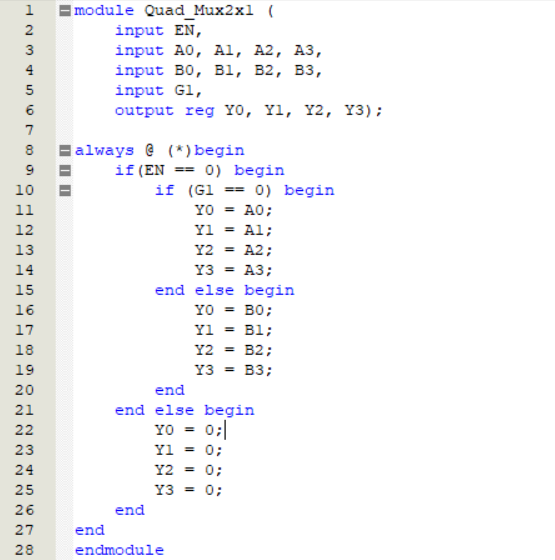 1 module Quad_Mux2x1 (
2 input EN,
3 input A0, A1, A2, A3,
4 input B0, B1, B2, B3,
5 input G1,
6 output reg Y0, Y1, Y2, Y3);
7
8 always @ (*)begin
9 if(EN == 0) begin
10 if (G1 == 0) begin
11 Y0 = A0;
12 Y1 = A1;
13 Y2 = A2;
14 Y3 = A3;
15 end else begin
16 Y0 = B0;
17 Y1 = B1;
18 Y2 = B2;
19 Y3 = B3;
20 end
21 end else begin
22 Y0 = 0;
23 Y1 = 0;
24 Y2 = 0;
25 Y3 = 0;
26 end
27 end
28 endmodule